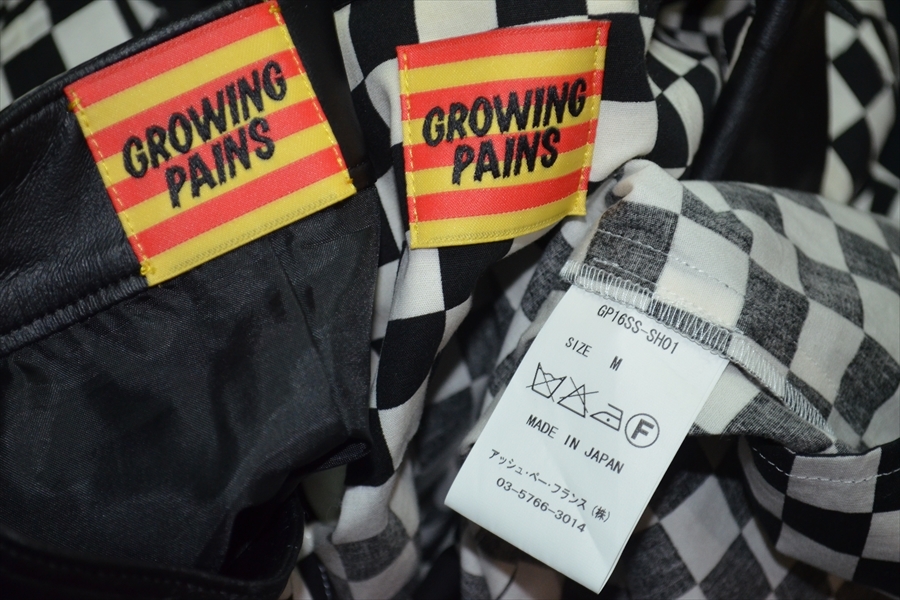 GROWING
PAINS
GROWING
PAINS
GP16SS-SH01
SIZE M
F
MADE IN JAPAN
アッシュ・ペー・フランス(株)
03-5766-3014